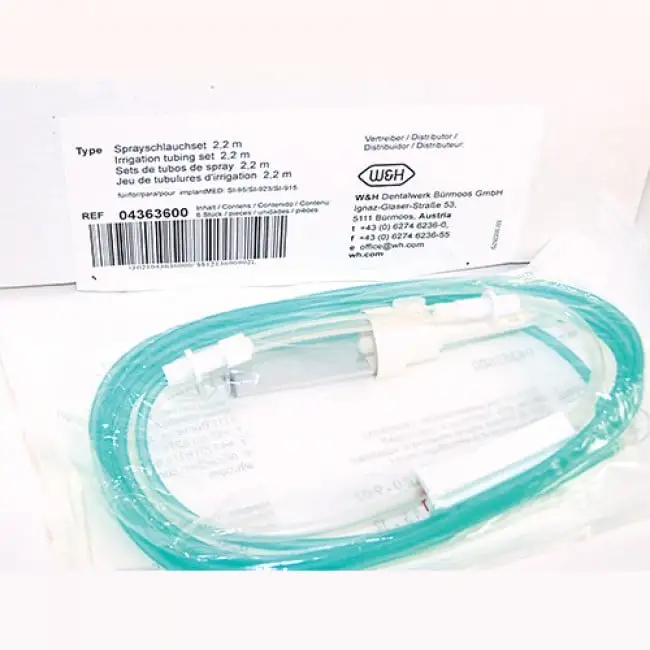 Type
Sprayschlauchset 2,2 m
Irrigation tubing set 2,2 m
Sets de tubos de spray 2,2 m
Jeu de tubulures d'irrigation 2,2 m
für/for/para/pour implantMED: SI-95/SI-923/SI-915
REF 04363600
Inhalt / Contens / Contenido / Contenu
6 Stück / pieces / unidades / pièces
Vertreiber / Distributor /
Distribuidor / Distributeur:
W&H
W&H Dentalwerk Bürmoos GmbH
Ignaz-Glaser-Straße 53,
5111 Bürmoos, Austria
t +43 (0) 6274 6236-0,
f +43 (0) 6274 6236-55
e office@wh.com
wh.com